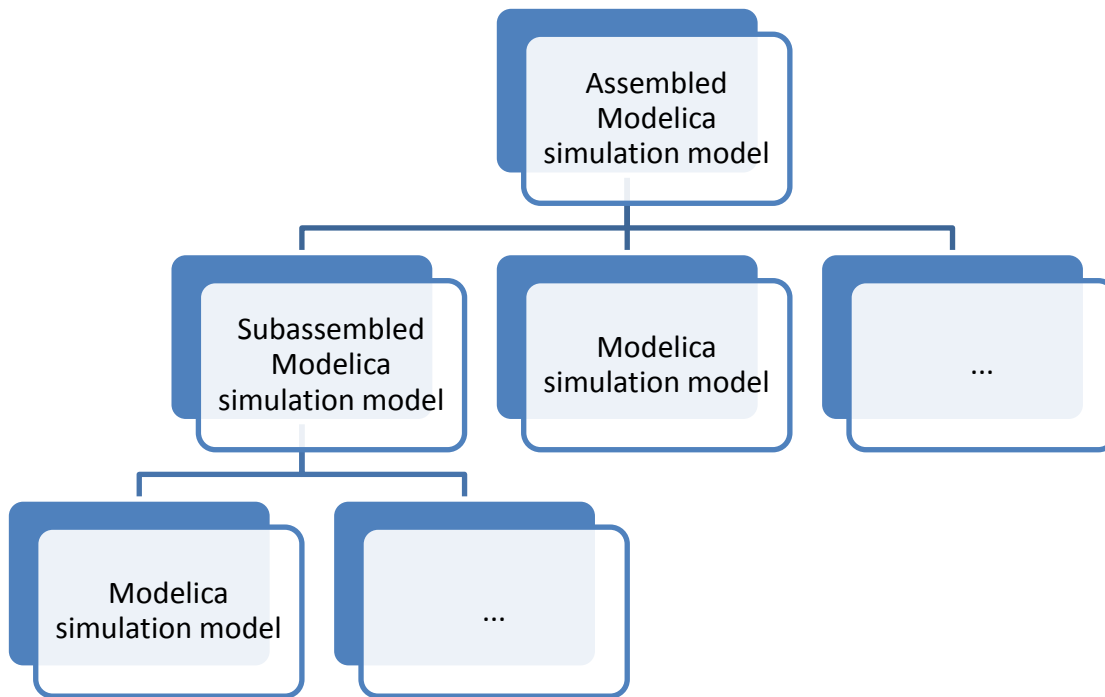 Assembled
Modelica
simulation model
Subassembled
Modelica
simulation model
Modelica
simulation model
...
Modelica
simulation model
...